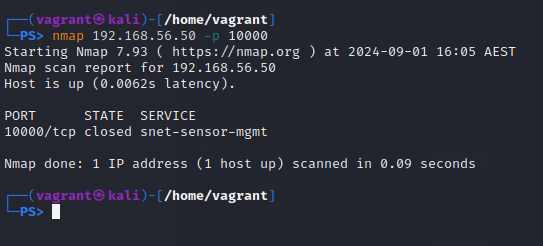 ┌──(vagrant㉿kali)-[/home/vagrant]
└─PS> nmap 192.168.56.50 -p 10000
Starting Nmap 7.93 ( https://nmap.org ) at 2024-09-01 16:05 AEST
Nmap scan report for 192.168.56.50
Host is up (0.0062s latency).
PORT      STATE  SERVICE
10000/tcp closed snet-sensor-mgmt
Nmap done: 1 IP address (1 host up) scanned in 0.09 seconds
┌──(vagrant㉿kali)-[/home/vagrant]
└─PS>